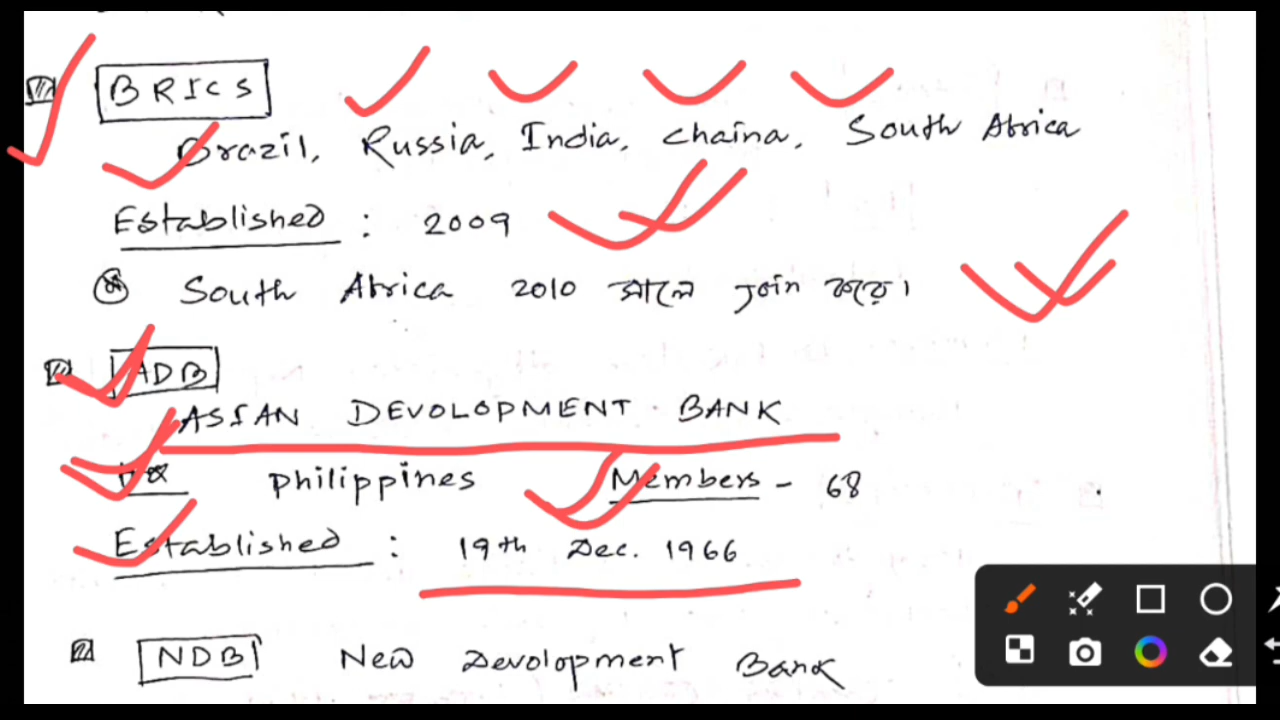 BRICS
Brazil, Russia, India, chaina, South Africa
Established : 2009
South Africa 2010 সালে Join করে।
ADB
ASIAN DEVOLOPMENT BANK
philippines Members - 68
Established : 19th Dec. 1966
NDB New Devolopment Bank